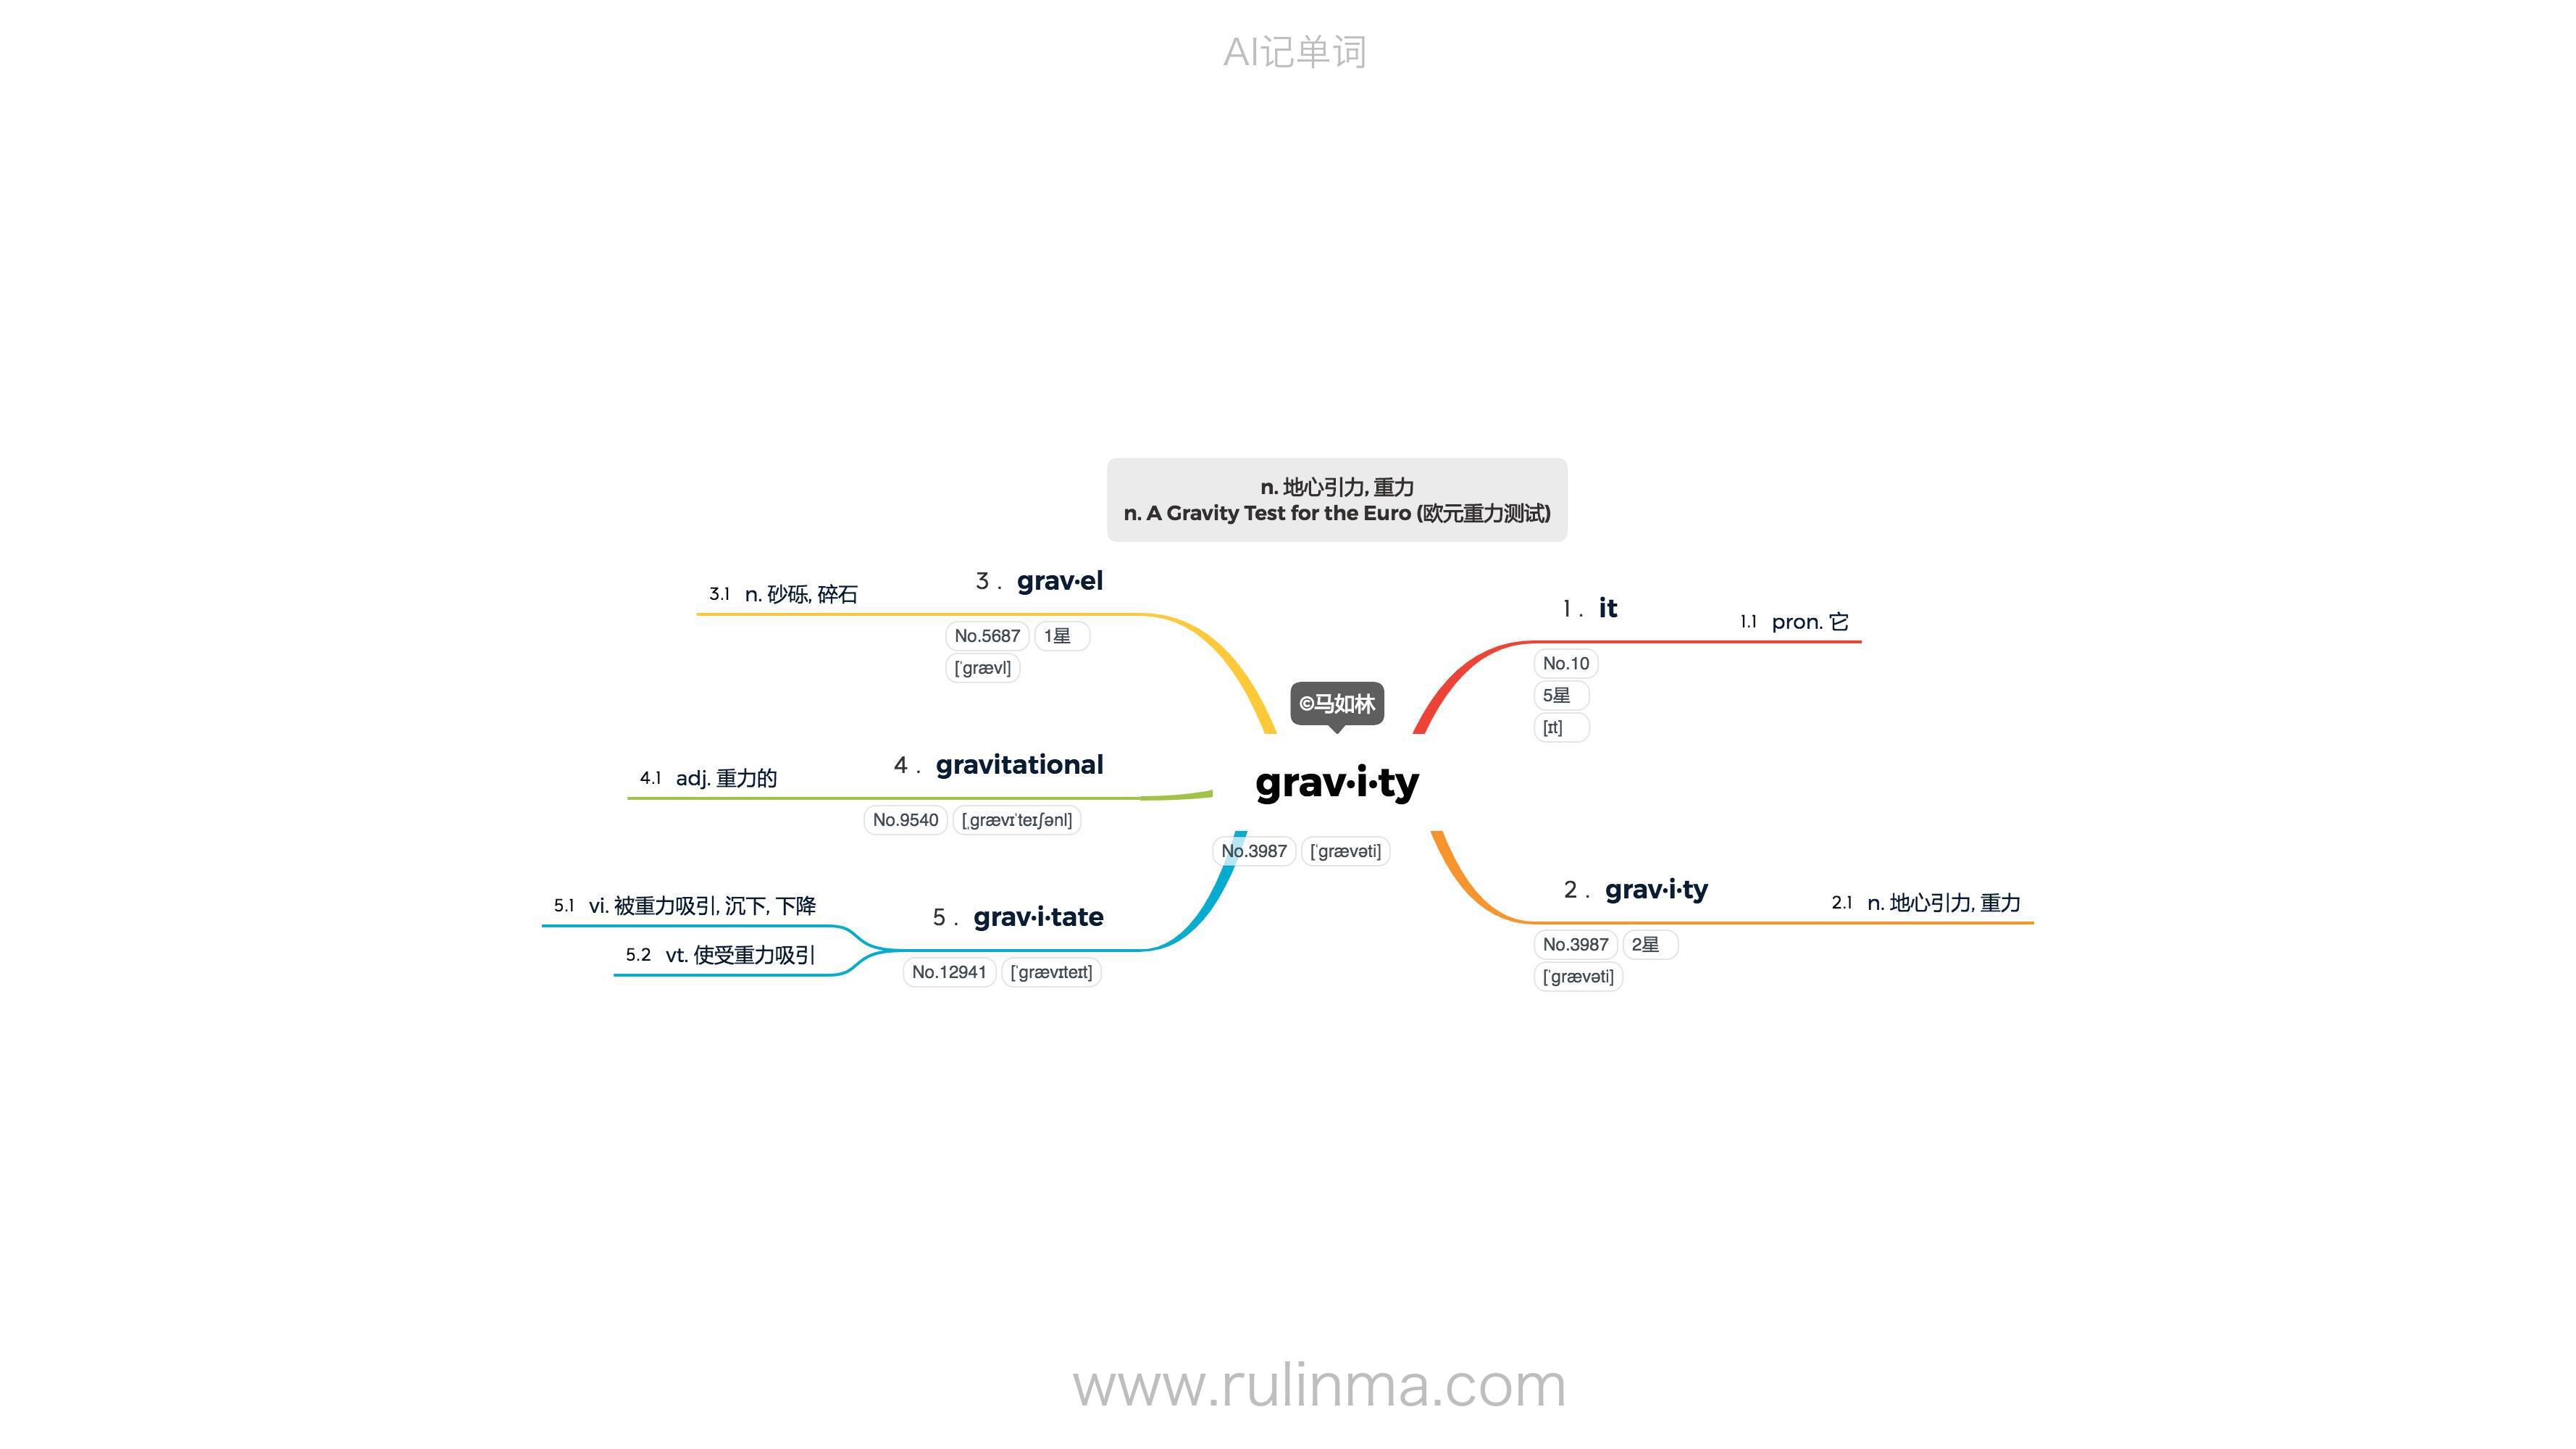 AI记单词
n. 地心引力, 重力
n. A Gravity Test for the Euro (欧元重力测试)
©马如林
grav·i·ty
No.3987 [ˈɡrævəti]
1 . it
1.1 pron. 它
No.10
5星
[ɪt]
2 . grav·i·ty
2.1 n. 地心引力, 重力
No.3987 2星
[ˈɡrævəti]
3 . grav·el
3.1 n. 砂砾, 碎石
No.5687 1星
[ˈɡrævl]
4 . gravitational
4.1 adj. 重力的
No.9540 [ˌɡrævɪˈteɪʃənl]
5 . grav·i·tate
5.1 vi. 被重力吸引, 沉下, 下降
5.2 vt. 使受重力吸引
No.12941 [ˈɡrævɪteɪt]
www.rulinma.com